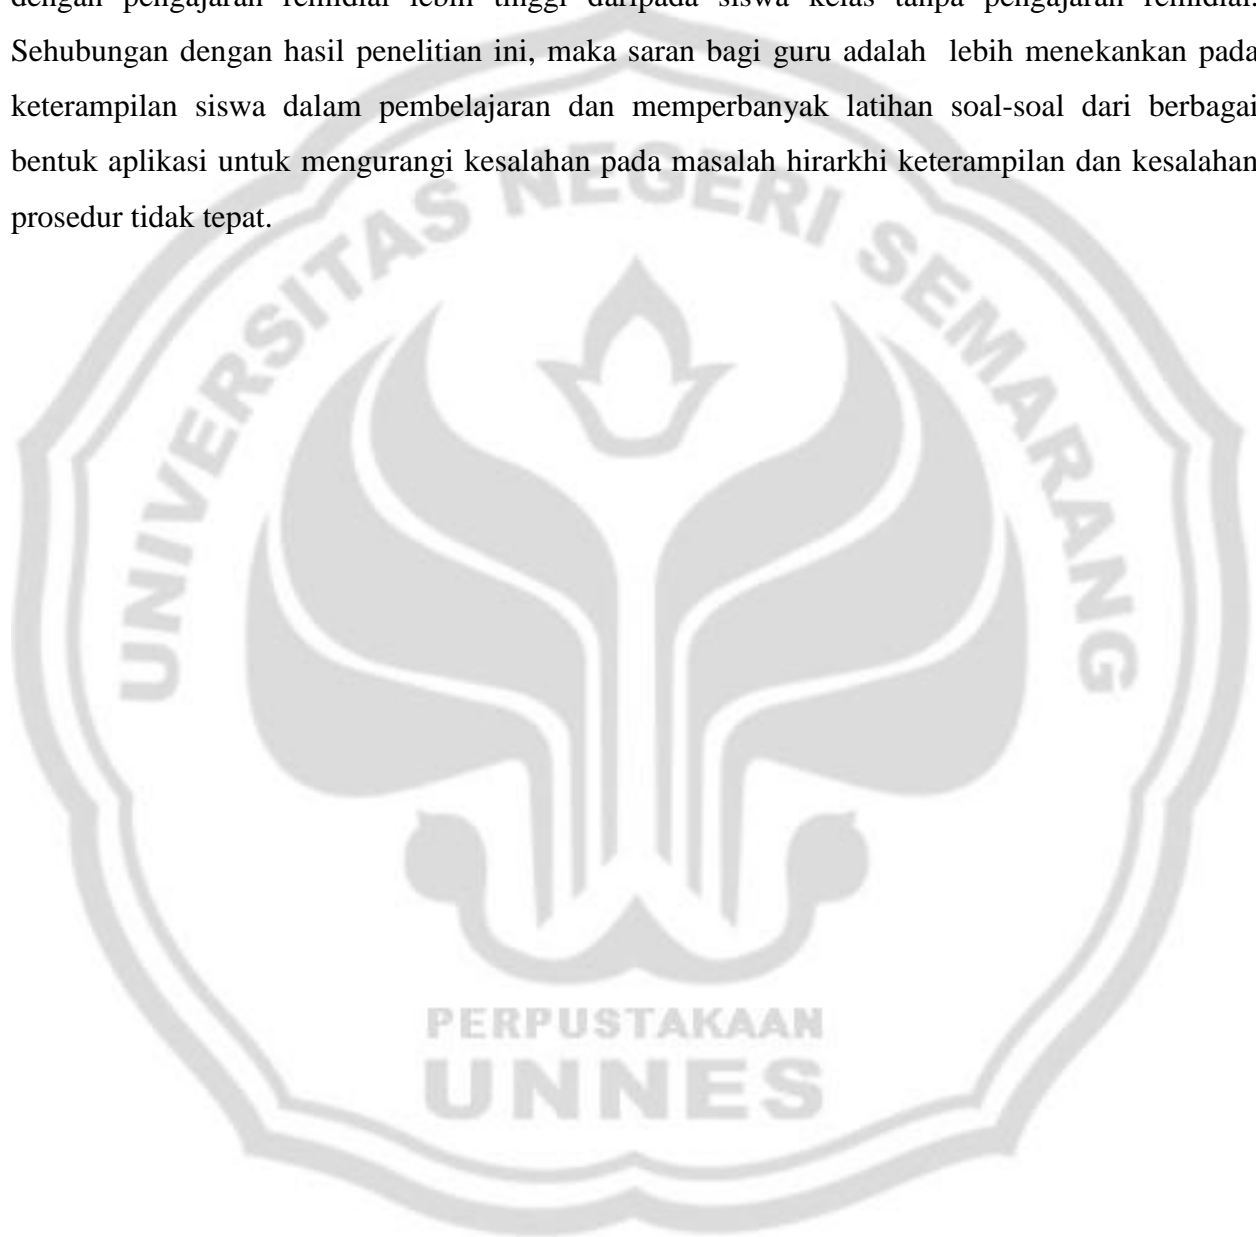 dengan pengajaran remidial lebih tinggi daripada siswa kelas tanpa pengajaran remidial.
Sehubungan dengan hasil penelitian ini, maka saran bagi guru adalah lebih menekankan pada
keterampilan siswa dalam pembelajaran dan memperbanyak latihan soal-soal dari berbagai
bentuk aplikasi untuk mengurangi kesalahan pada masalah hirarkhi keterampilan dan kesalahan
prosedur tidak tepat.
UNIVERSITAS NEGERI SEMARANG
PERPUSTAKAAN
UNNES